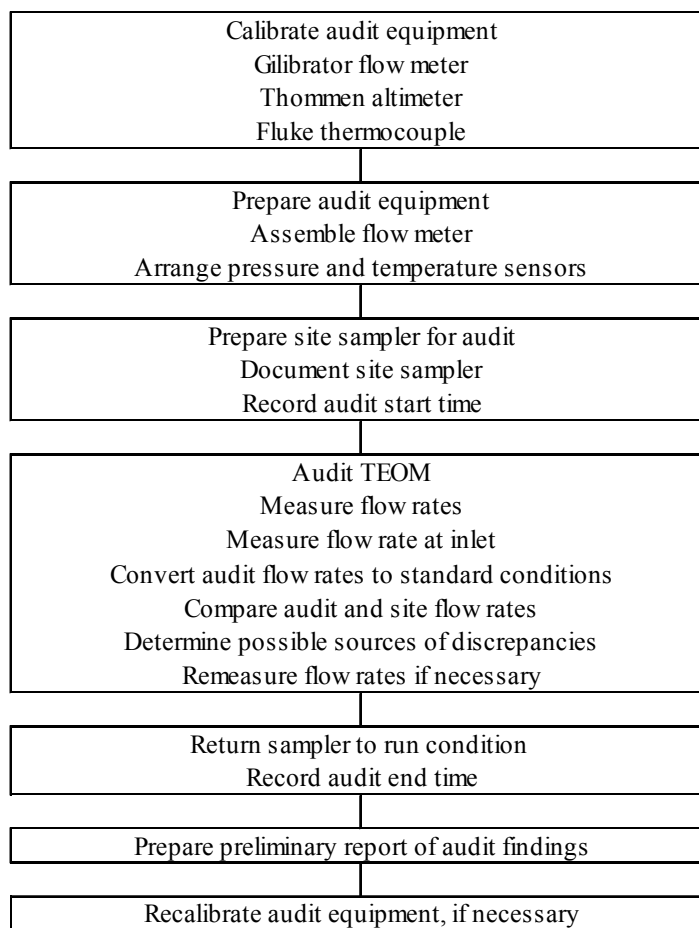 Calibrate audit equipment
Gilibrator flow meter
Thommen altimeter
Fluke thermocouple
Prepare audit equipment
Assemble flow meter
Arrange pressure and temperature sensors
Prepare site sampler for audit
Document site sampler
Record audit start time
Audit TEOM
Measure flow rates
Measure flow rate at inlet
Convert audit flow rates to standard conditions
Compare audit and site flow rates
Determine possible sources of discrepancies
Remeasure flow rates if necessary
Return sampler to run condition
Record audit end time
Prepare preliminary report of audit findings
Recalibrate audit equipment, if necessary